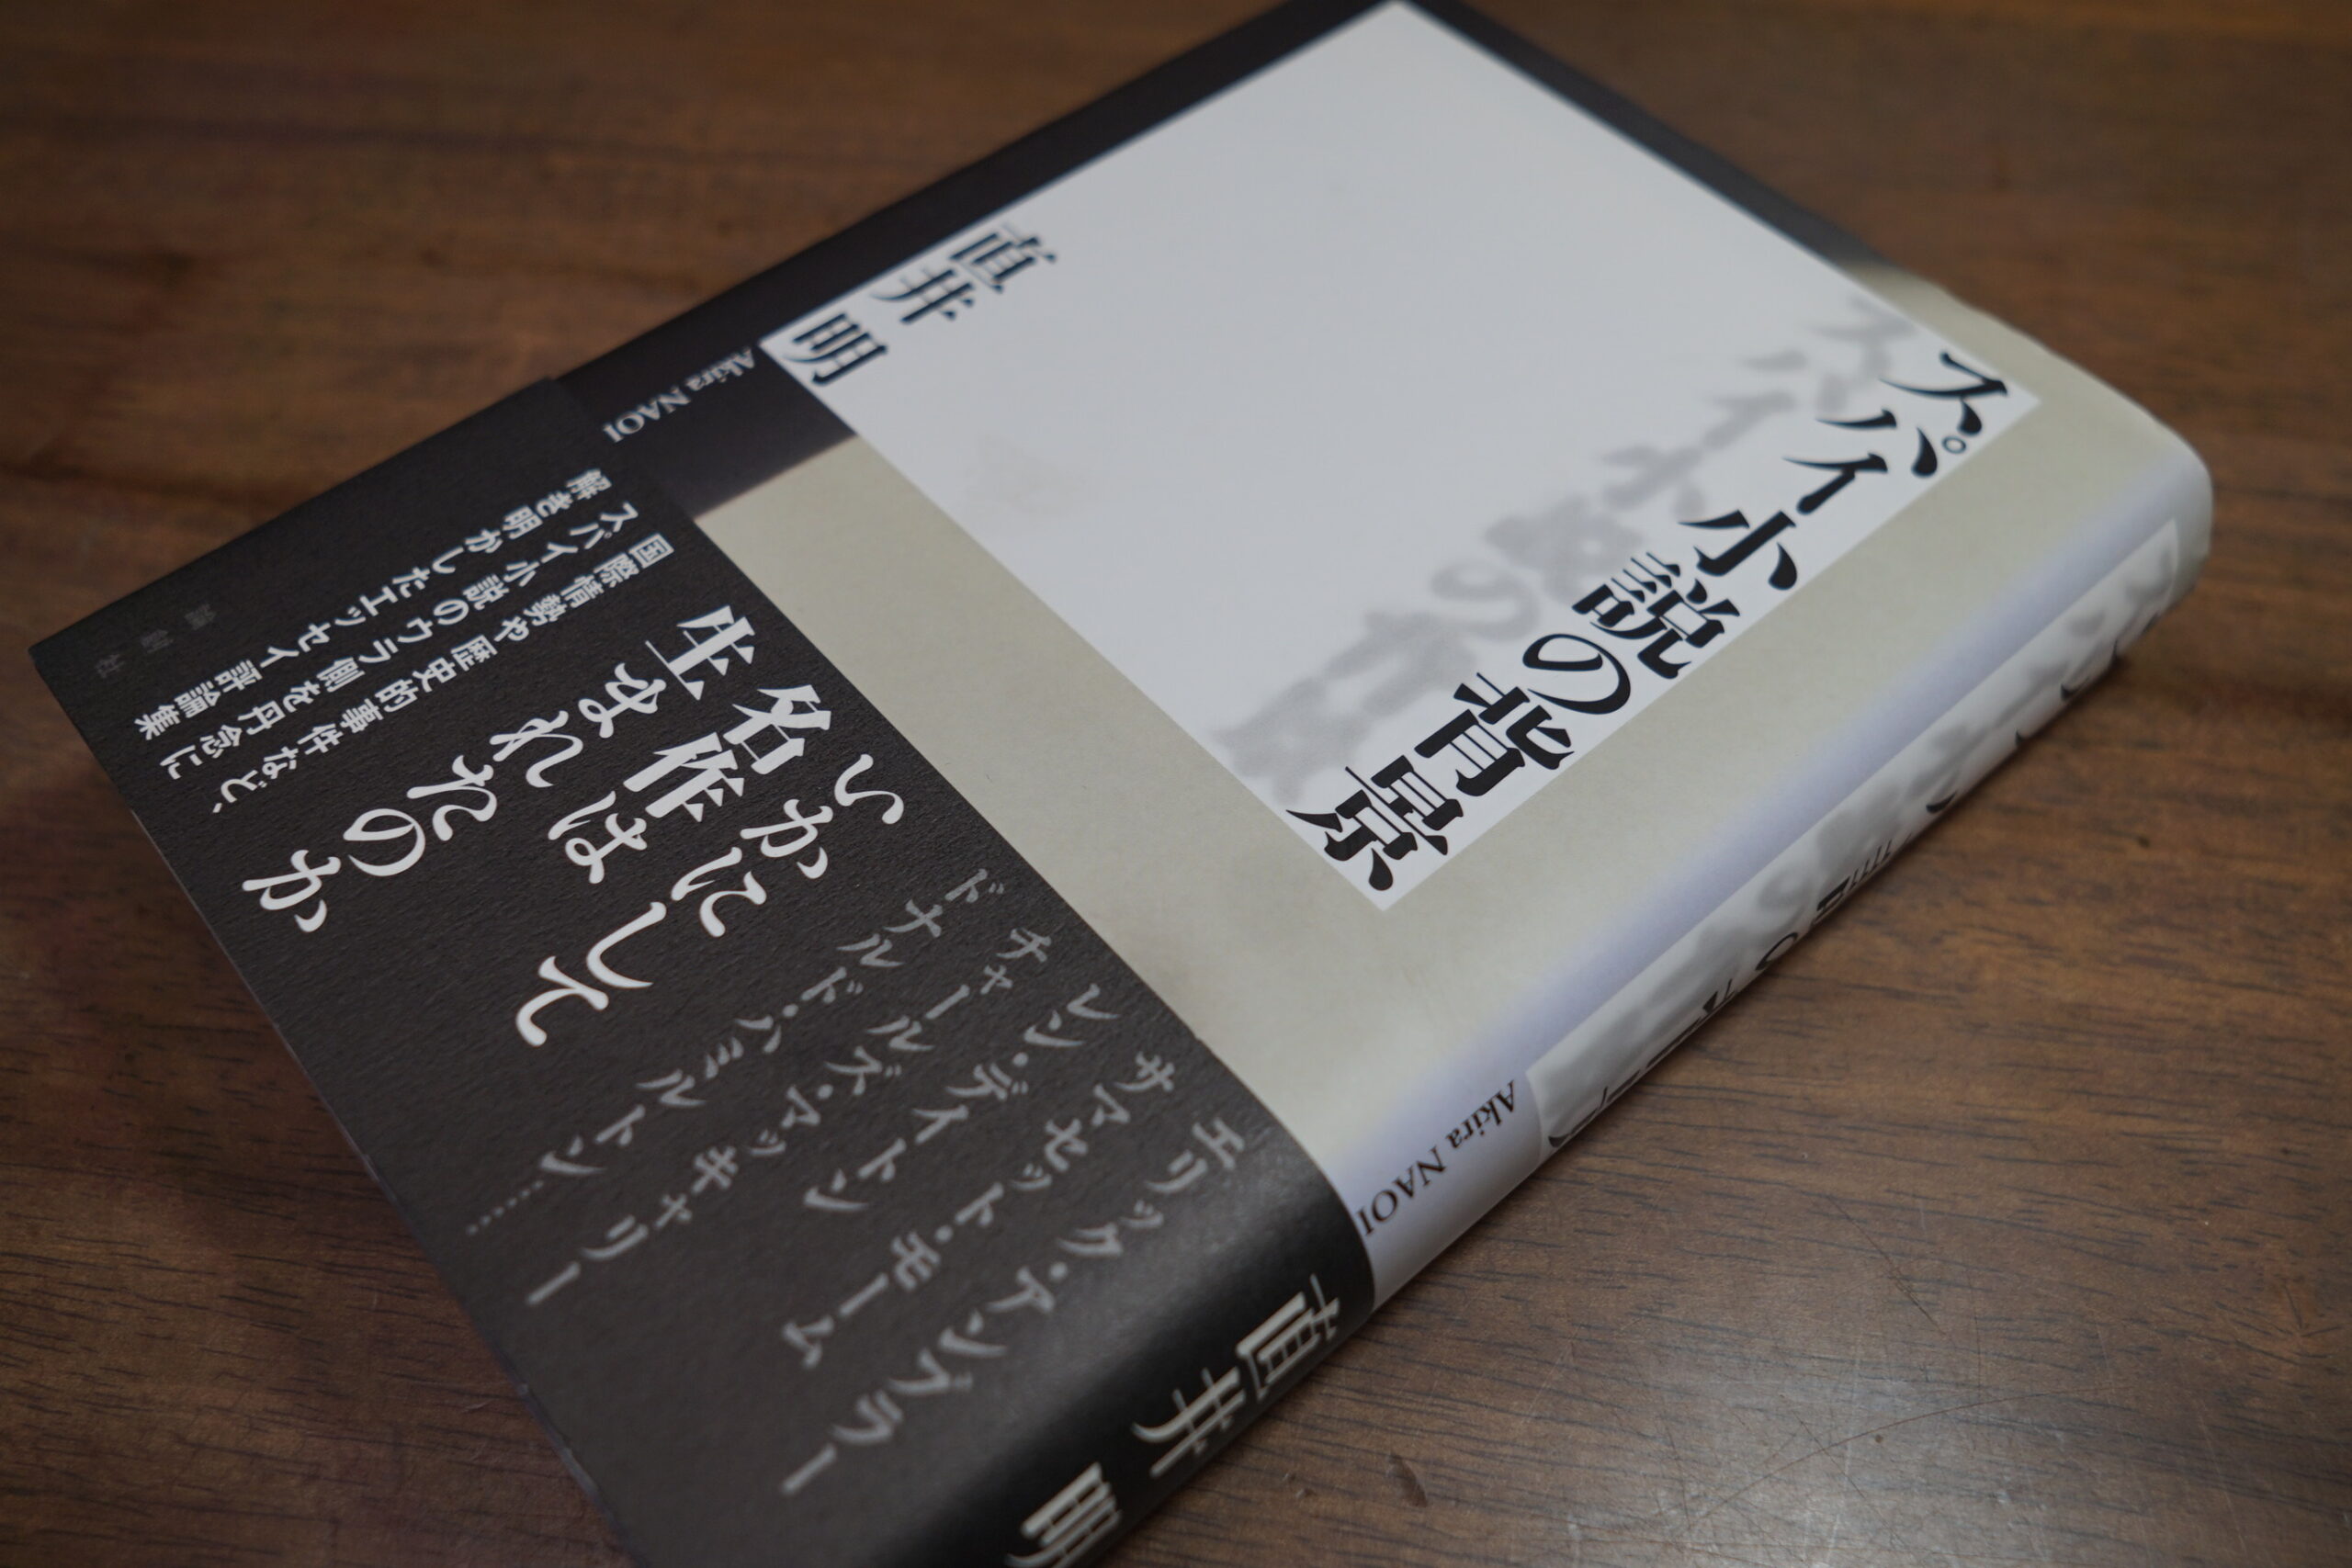 スパイ小説の背景
直井 明
Akira NAOI
エリック・アンブラー
サマセット・モーム
レン・デイトン
チャールズ・マッキャリー
ドナルド・ハミルトン……
いかにして
名作は
生まれたのか
国際情勢や歴史的事件など、
スパイ小説のウラ側を丹念に
解き明かしたエッセイ評論集
論創社
Akira NAOI
直井 明